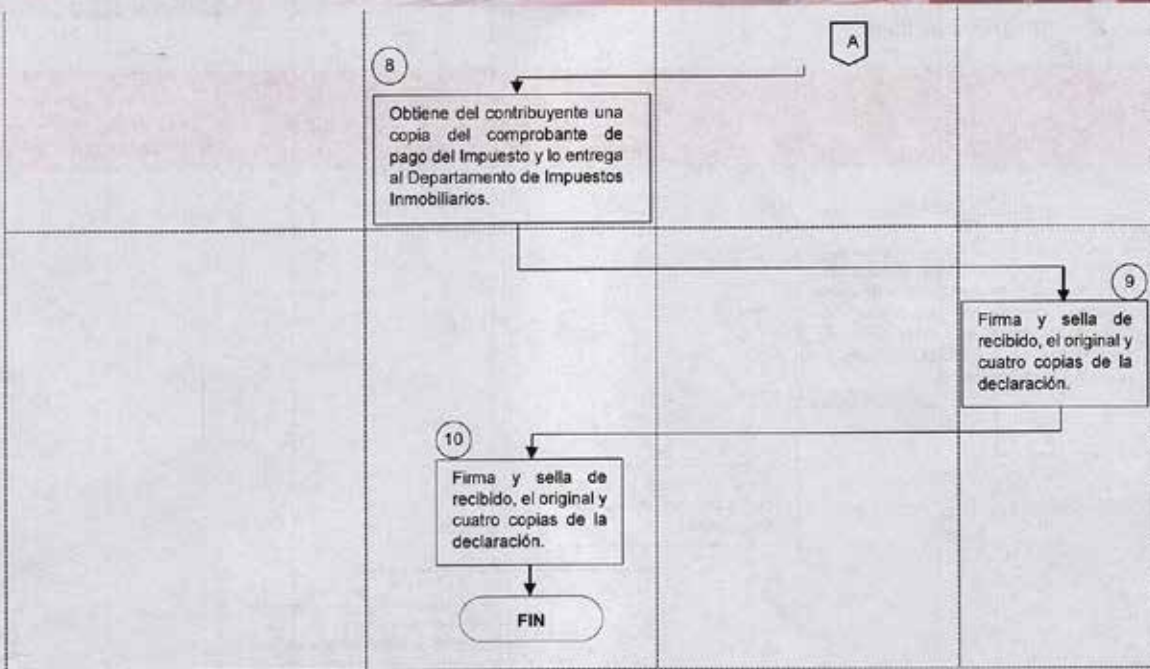 A
8
Obtiene del contribuyente una
copia del comprobante de
pago del Impuesto y lo entrega
al Departamento de Impuestos
Inmobiliarios.
9
Firma y sella de
recibido, el original y
cuatro copias de la
declaración.
10
Firma y sella de
recibido, el original y
cuatro copias de la
declaración.
FIN